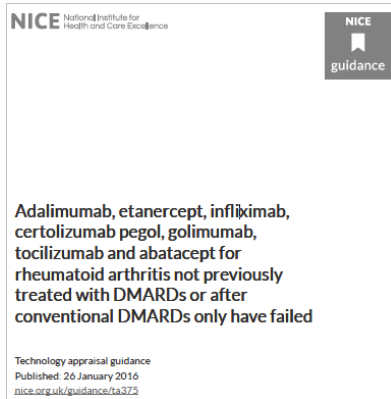 NICE National Institute for
Health and Care Excellence
NICE
guidance
Adalimumab, etanercept, infliximab,
certolizumab pegol, golimumab,
tocilizumab and abatacept for
rheumatoid arthritis not previously
treated with DMARDs or after
conventional DMARDs only have failed
Technology appraisal guidance
Published: 26 January 2016
nice.org.uk/guidance/ta375